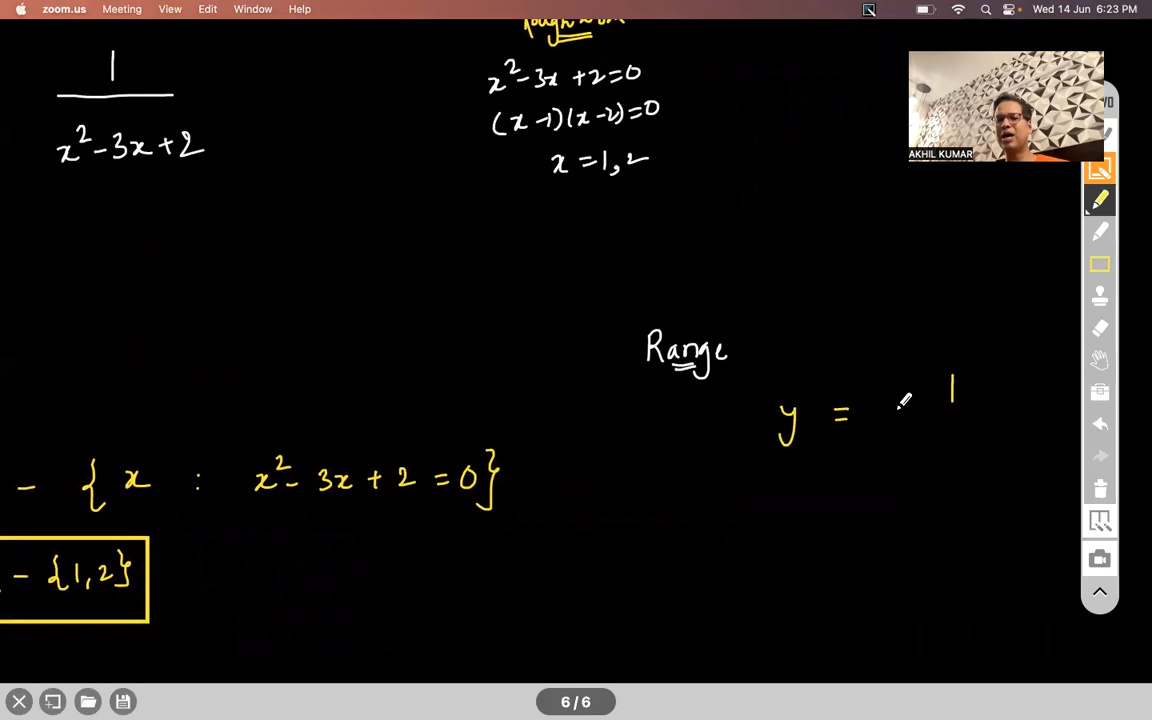 zoom.us Meeting View Edit Window Help Wed 14 Jun 6:23 PM
1
x² - 3x + 2
x² - 3x + 2 = 0
(x - 1)(x - 2) = 0
x = 1, 2
AKHIL KUMAR
Range
y = 1
- { x : x² - 3x + 2 = 0}
- {1, 2}
6 / 6